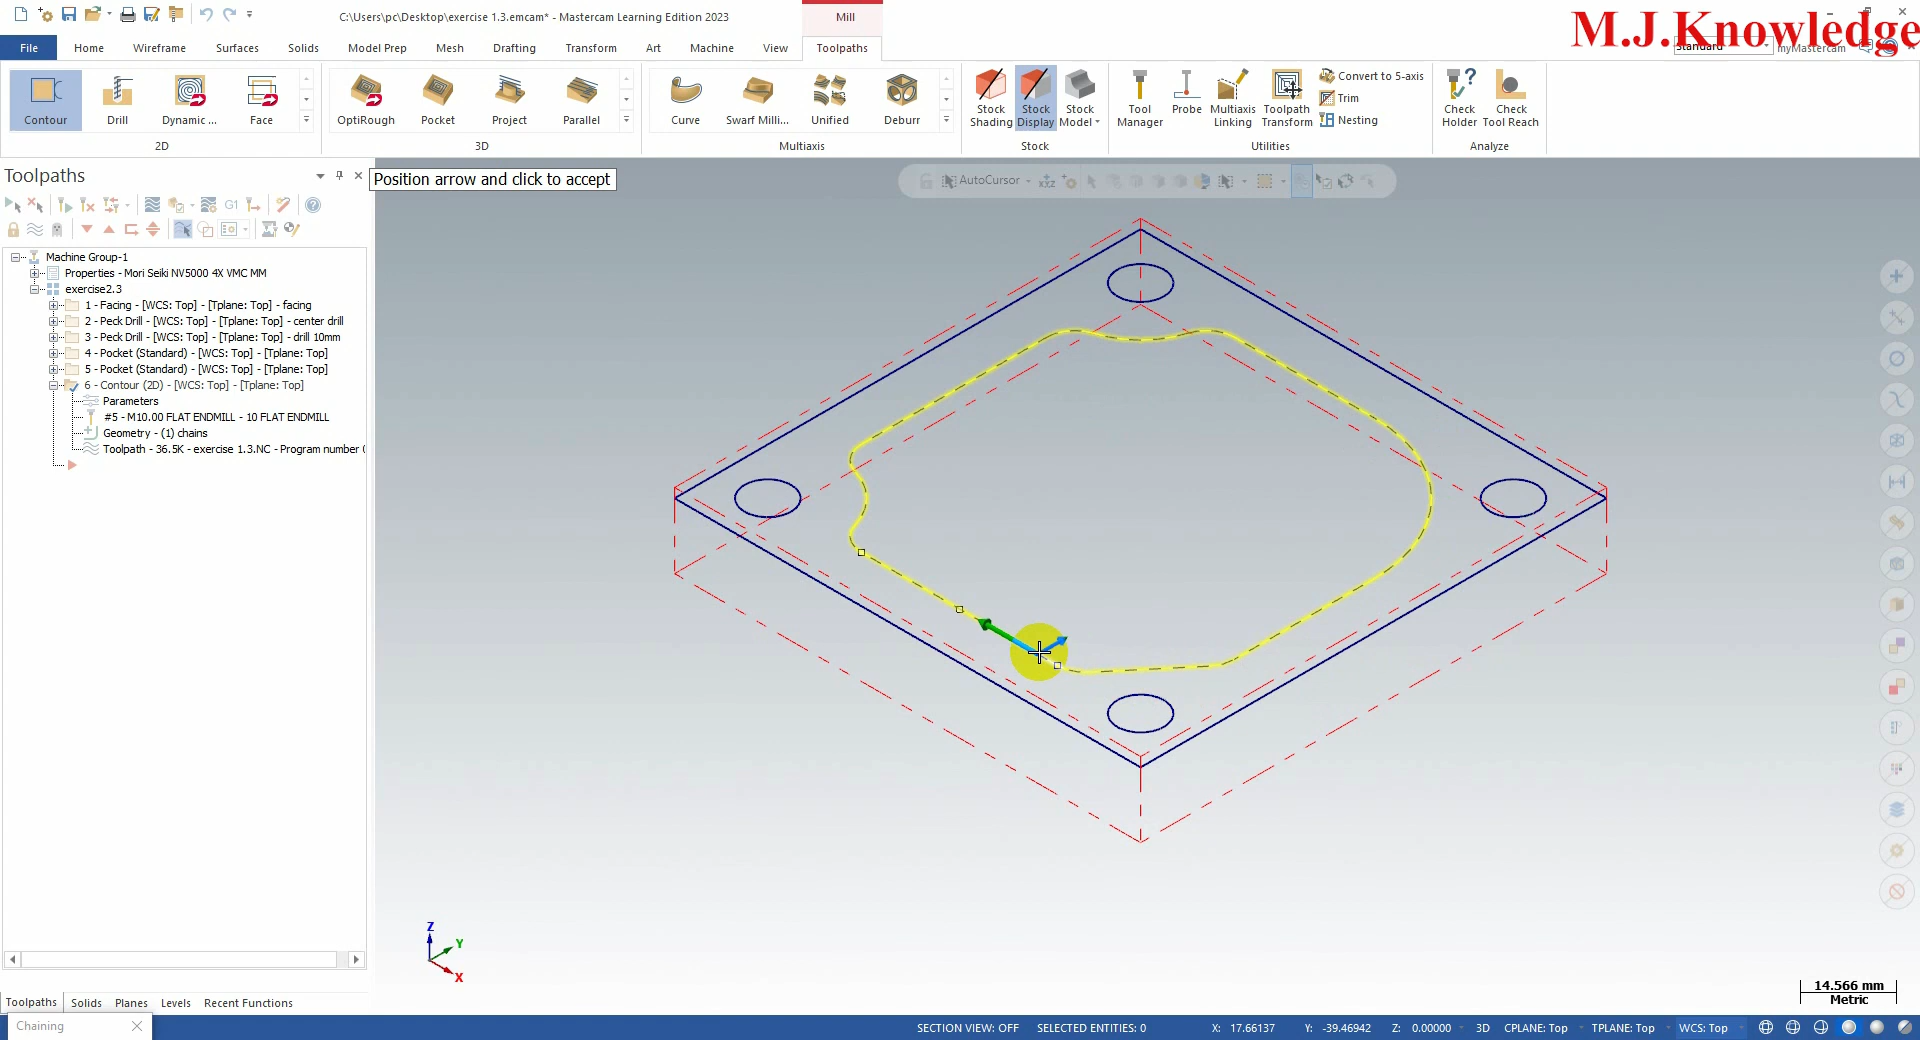 C:\Users\pc\Desktop\exercise 1.3.emcam* - Mastercam Learning Edition 2023
Mill
M.J.Knowledge
File
Home
Wireframe
Surfaces
Solids
Model Prep
Mesh
Drafting
Transform
Art
Machine
View
Toolpaths
Standard
myMastercam
Contour
Drill
Dynamic ...
Face
2D
OptiRough
Pocket
Project
Parallel
3D
Curve
Swarf Milli...
Unified
Deburr
Multiaxis
Stock Shading
Stock Display
Stock Model
Stock
Tool Manager
Probe
Multiaxis Linking
Toolpath Transform
Convert to 5-axis
Trim
Nesting
Utilities
Check Holder
Check Tool Reach
Analyze
Toolpaths
Position arrow and click to accept
AutoCursor
G1
Machine Group-1
Properties - Mori Seiki NV5000 4X VMC MM
exercise2.3
1 - Facing - [WCS: Top] - [Tplane: Top] - facing
2 - Peck Drill - [WCS: Top] - [Tplane: Top] - center drill
3 - Peck Drill - [WCS: Top] - [Tplane: Top] - drill 10mm
4 - Pocket (Standard) - [WCS: Top] - [Tplane: Top]
5 - Pocket (Standard) - [WCS: Top] - [Tplane: Top]
6 - Contour (2D) - [WCS: Top] - [Tplane: Top]
Parameters
#5 - M10.00 FLAT ENDMILL - 10 FLAT ENDMILL
Geometry - (1) chains
Toolpath - 36.5K - exercise 1.3.NC - Program number
Z
Y
X
14.566 mm
Metric
Toolpaths
Solids
Planes
Levels
Recent Functions
Chaining
SECTION VIEW: OFF
SELECTED ENTITIES: 0
X: 17.66137
Y: -39.46942
Z: 0.00000
3D
CPLANE: Top
TPLANE: Top
WCS: Top